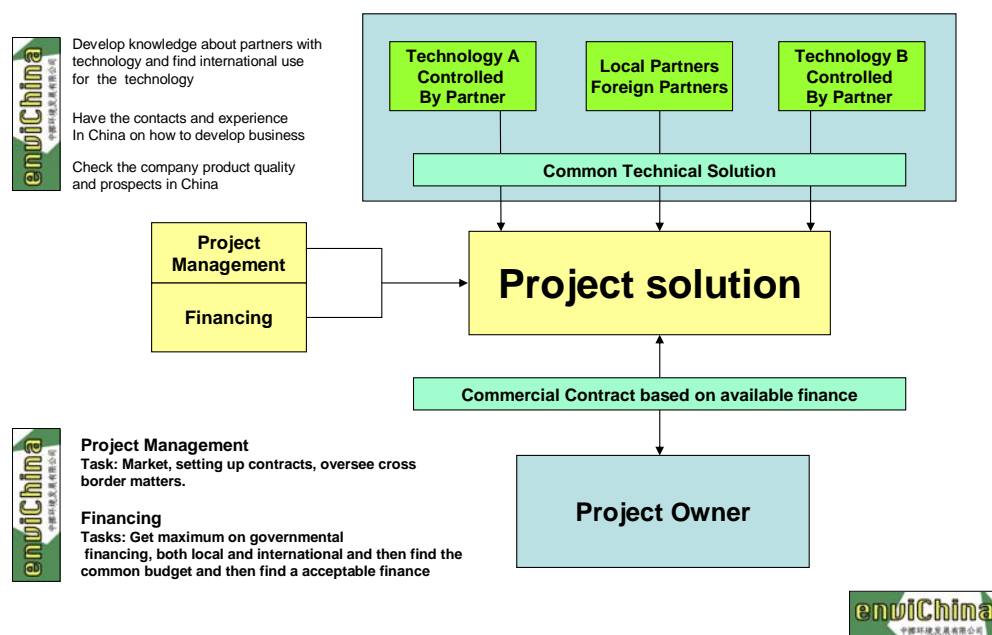 enviChina
Develop knowledge about partners with
technology and find international use
for the technology
Have the contacts and experience
In China on how to develop business
Check the company product quality
and prospects in China
Technology A
Controlled
By Partner
Local Partners
Foreign Partners
Technology B
Controlled
By Partner
Common Technical Solution
Project
Management
Financing
Project solution
Commercial Contract based on available finance
Project Owner
enviChina
Project Management
Task: Market, setting up contracts, oversee cross
border matters.
Financing
Tasks: Get maximum on governmental
financing, both local and international and then find the
common budget and then find a acceptable finance
enviChina